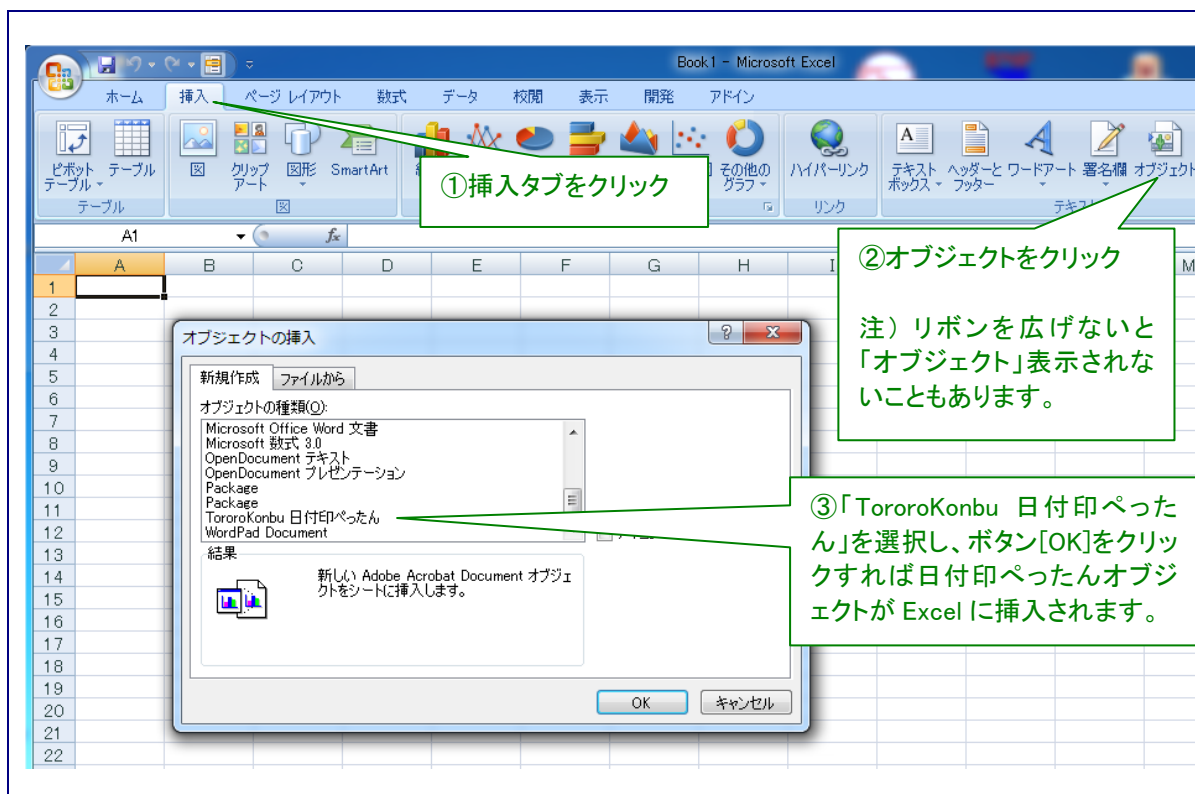 Book1 - Microsoft Excel
ホーム 挿入 ページ レイアウト 数式 データ 校閲 表示 開発 アドイン
ピボット テーブル 図 クリップ 図形 SmartArt その他の ハイパーリンク テキスト ヘッダーと ワードアート 署名欄 オブジェクト
テーブル アート グラフ ボックス フッター
テーブル 図 リンク
①挿入タブをクリック
A1 fx
A B C D E F G H I M
②オブジェクトをクリック
注）リボンを広げないと
「オブジェクト」表示されな
いこともあります。
1
2
3
4
5
6
7
8
9
10
11
12
13
14
15
16
17
18
19
20
21
22
オブジェクトの挿入
新規作成 ファイルから
オブジェクトの種類(O):
Microsoft Office Word 文書
Microsoft 数式 3.0
OpenDocument テキスト
OpenDocument プレゼンテーション
Package
Package
TororoKonbu 日付印ぺったん
WordPad Document
結果
新しい Adobe Acrobat Document オブジェ
クトをシートに挿入します。
OK キャンセル
③「TororoKonbu 日付印ぺった
ん」を選択し、ボタン[OK]をクリッ
クすれば日付印ぺったんオブジ
ェクトが Excel に挿入されます。